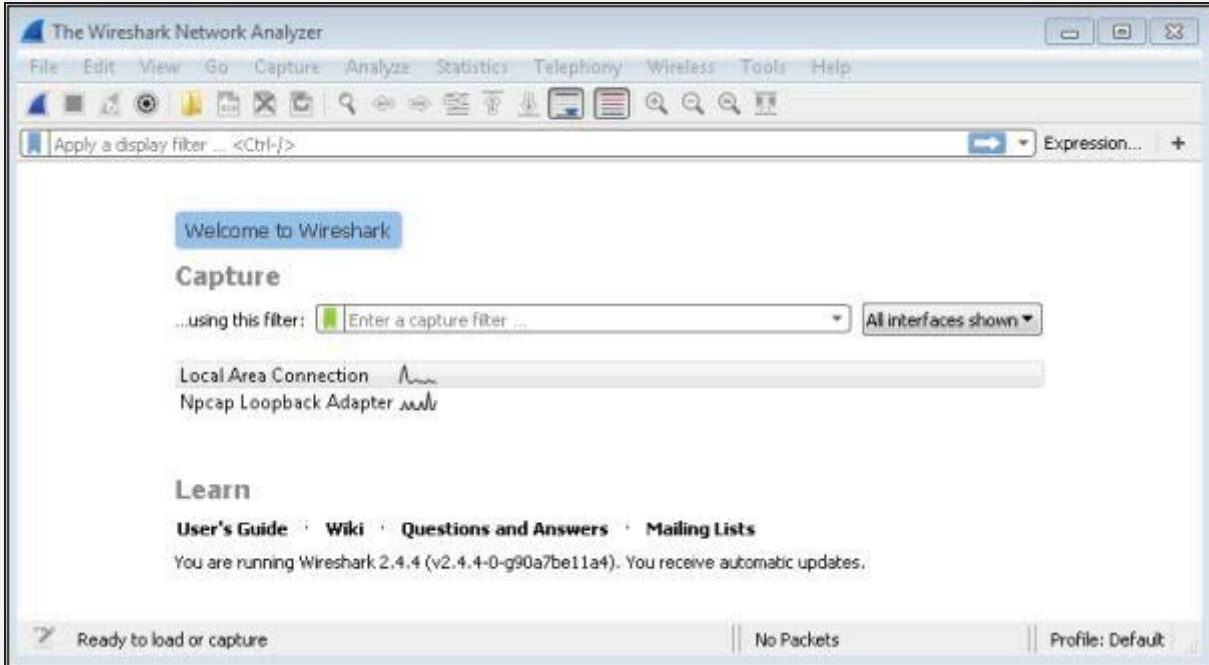 The Wireshark Network Analyzer
File Edit View Go Capture Analyze Statistics Telephony Wireless Tools Help
Apply a display filter ... <Ctrl-/> Expression... +
Welcome to Wireshark
Capture
...using this filter: Enter a capture filter ... All interfaces shown
Local Area Connection
Npcap Loopback Adapter
Learn
User's Guide · Wiki · Questions and Answers · Mailing Lists
You are running Wireshark 2.4.4 (v2.4.4-0-g90a7be11a4). You receive automatic updates.
Ready to load or capture No Packets Profile: Default